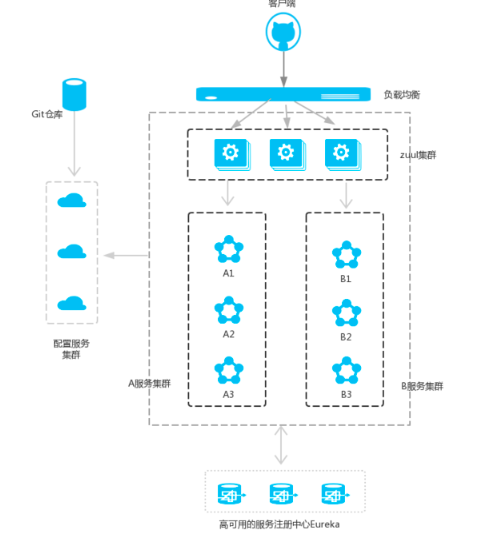 客户端
负载均衡
Git仓库
zuul集群
A1
B1
A2
B2
配置服务
集群
A服务集群
B服务集群
A3
B3
高可用的服务注册中心Eureka